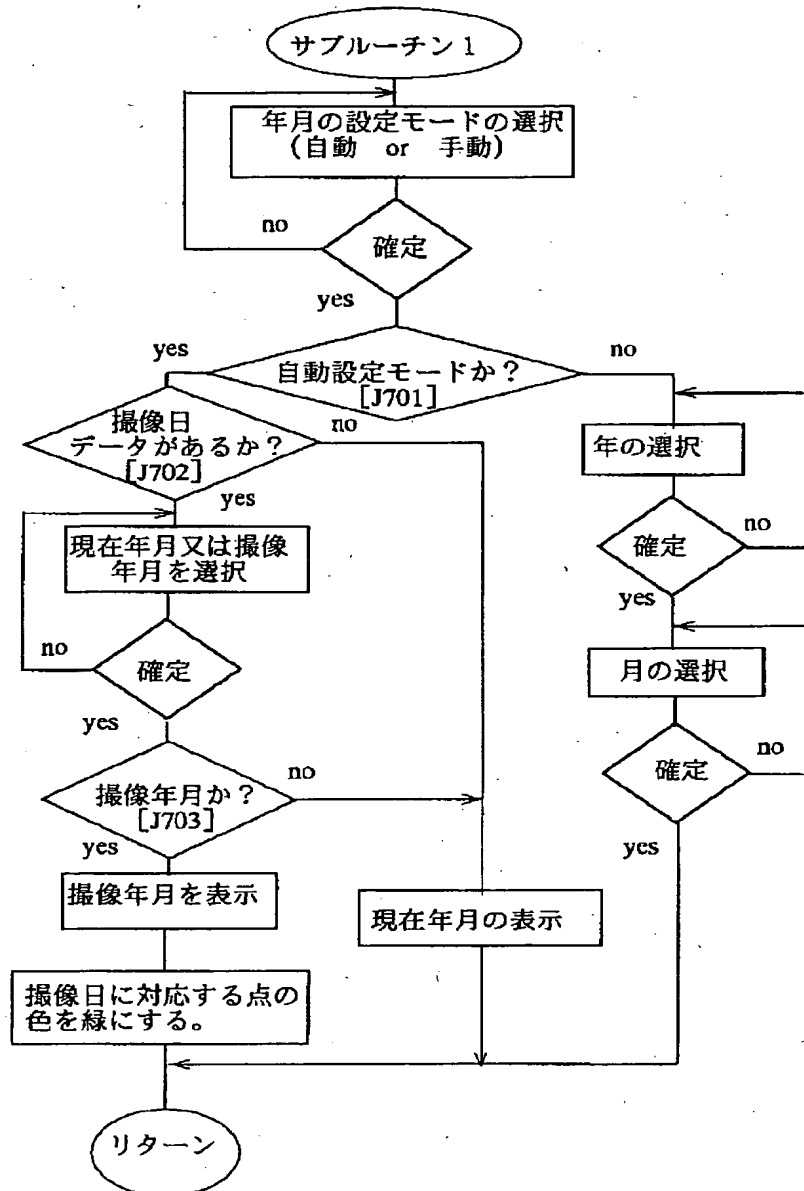 サブルーチン1
年月の設定モードの選択
(自動 or 手動)
no
確定
yes
yes
自動設定モードか?
[J701]
no
撮像日
データがあるか?
[J702]
no
yes
年の選択
現在年月又は撮像
年月を選択
確定
no
yes
no
確定
月の選択
yes
確定
no
撮像年月か?
[J703]
no
yes
yes
撮像年月を表示
現在年月の表示
撮像日に対応する点の
色を緑にする。
リターン